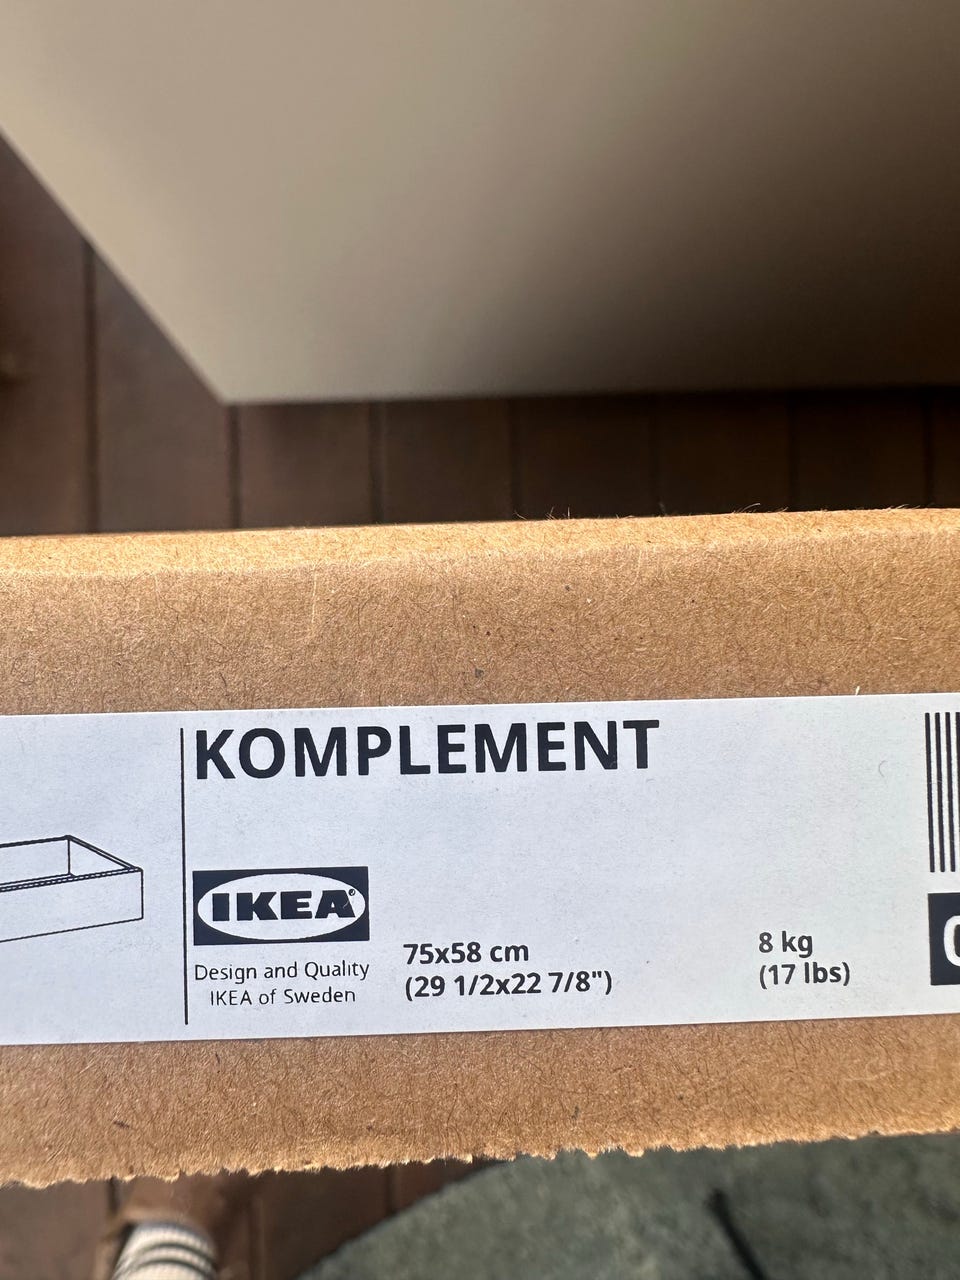 KOMPLEMENT
IKEA®
Design and Quality
IKEA of Sweden
75x58 cm
(29 1/2x22 7/8")
8 kg
(17 lbs)